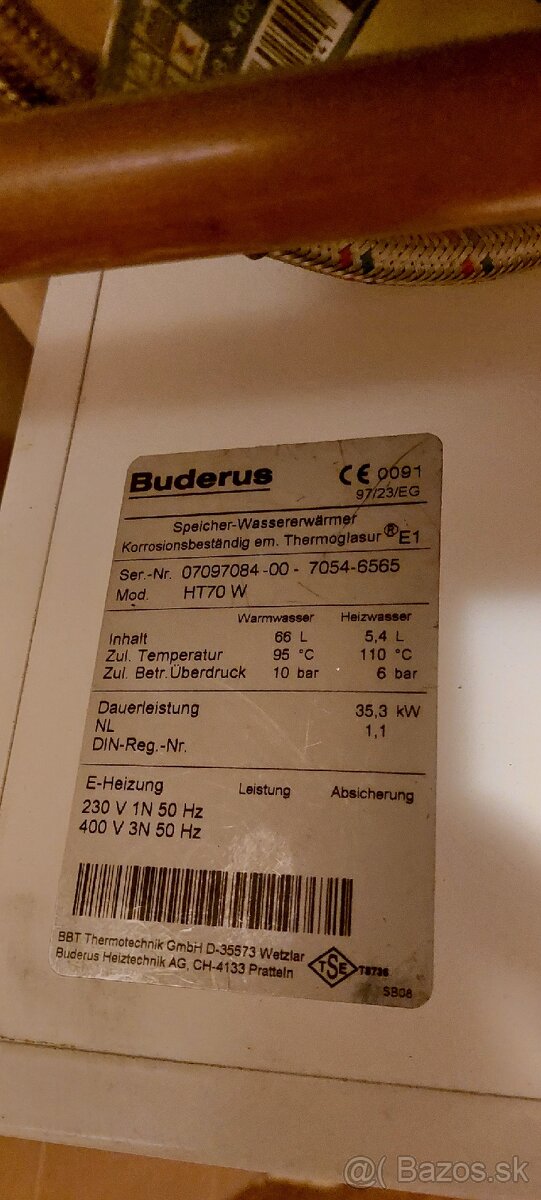 Buderus
CE 0091
97/23/EG
Speicher-Wassererwärmer
Korrosionsbeständig em. Thermoglasur ® E1
Ser.-Nr. 07097084-00 - 7054-6565
Mod. HT70 W
Warmwasser Heizwasser
Inhalt 66 L 5,4 L
Zul. Temperatur 95 °C 110 °C
Zul. Betr.Überdruck 10 bar 6 bar
Dauerleistung 35,3 kW
NL 1,1
DIN-Reg.-Nr.
E-Heizung Leistung Absicherung
230 V 1N 50 Hz
400 V 3N 50 Hz
BBT Thermotechnik GmbH D-35573 Wetzlar
Buderus Heiztechnik AG, CH-4133 Pratteln
TSE TS736
SB08
@( Bazos.sk